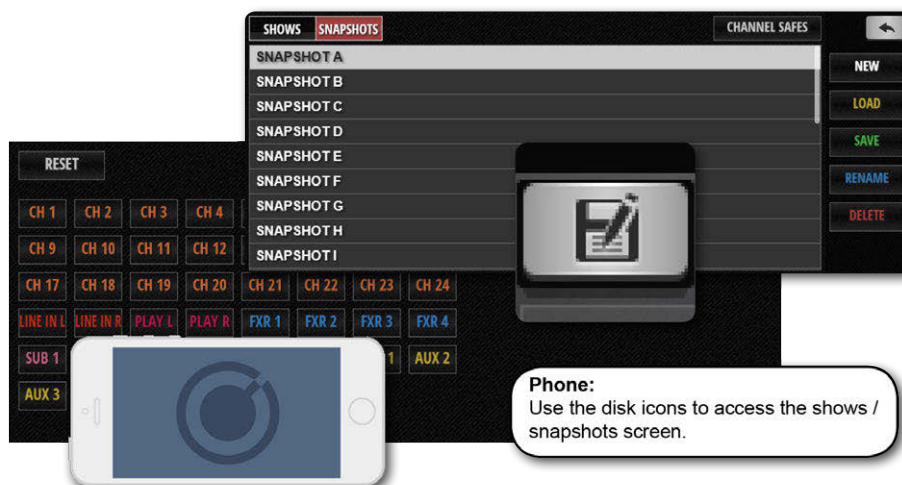 SHOWS SNAPSHOTS CHANNEL SAFES
SNAPSHOT A
SNAPSHOT B
SNAPSHOT C
SNAPSHOT D
SNAPSHOT E
SNAPSHOT F
SNAPSHOT G
SNAPSHOT H
SNAPSHOT I
NEW
LOAD
SAVE
RENAME
DELETE
RESET
CH 1 CH 2 CH 3 CH 4
CH 9 CH 10 CH 11 CH 12
CH 17 CH 18 CH 19 CH 20 CH 21 CH 22 CH 23 CH 24
LINE IN L LINE IN R PLAY L PLAY R FXR 1 FXR 2 FXR 3 FXR 4
SUB 1 1 AUX 2
AUX 3
Phone:
Use the disk icons to access the shows /
snapshots screen.